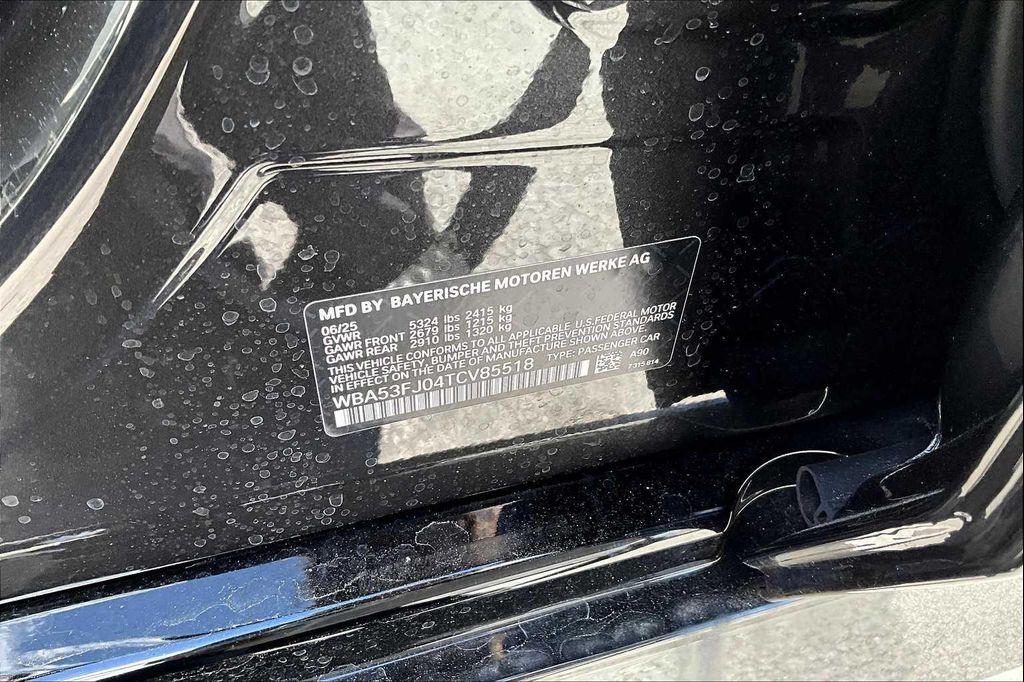 MFD BY BAYERISCHE MOTOREN WERKE AG
06/25
GVWR 5324 lbs 2415 kg
GAWR FRONT 2679 lbs 1215 kg
GAWR REAR 2910 lbs 1320 kg
THIS VEHICLE CONFORMS TO ALL APPLICABLE U.S. FEDERAL MOTOR
VEHICLE SAFETY, BUMPER AND THEFT PREVENTION STANDARDS
IN EFFECT ON THE DATE OF MANUFACTURE SHOWN ABOVE.
WBA53FJ04TCV85518 TYPE: PASSENGER CAR
A90
7315 814